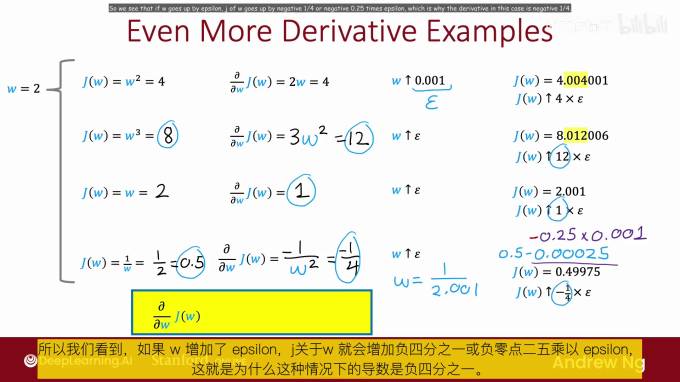 So we see that if w goes up by epsilon, j of w goes up by negative 1/4 or negative 0.25 times epsilon, which is why the derivative in this case is negative 1/4.
bilibili
Even More Derivative Examples
w = 2
J(w) = w² = 4
∂/∂w J(w) = 2w = 4
w ↑ 0.001
ε
J(w) = 4.004001
J(w) ↑ 4 × ε
J(w) = w³ = 8
∂/∂w J(w) = 3w² = 12
w ↑ ε
J(w) = 8.012006
J(w) ↑ 12 × ε
J(w) = w = 2
∂/∂w J(w) = 1
w ↑ ε
J(w) = 2.001
J(w) ↑ 1 × ε
-0.25 x 0.001
J(w) = 1/w = 1/2 = 0.5
∂/∂w J(w) = -1/w² = -1/4
w ↑ ε
w = 1/2.001
0.5-0.00025
J(w) = 0.49975
J(w) ↑ -1/4 × ε
∂/∂w J(w)
所以我们看到，如果 w 增加了 epsilon，j关于w 就会增加负四分之一或负零点二五乘以 epsilon，
这就是为什么这种情况下的导数是负四分之一。
DeepLearning.AI
Stanford
Andrew Ng